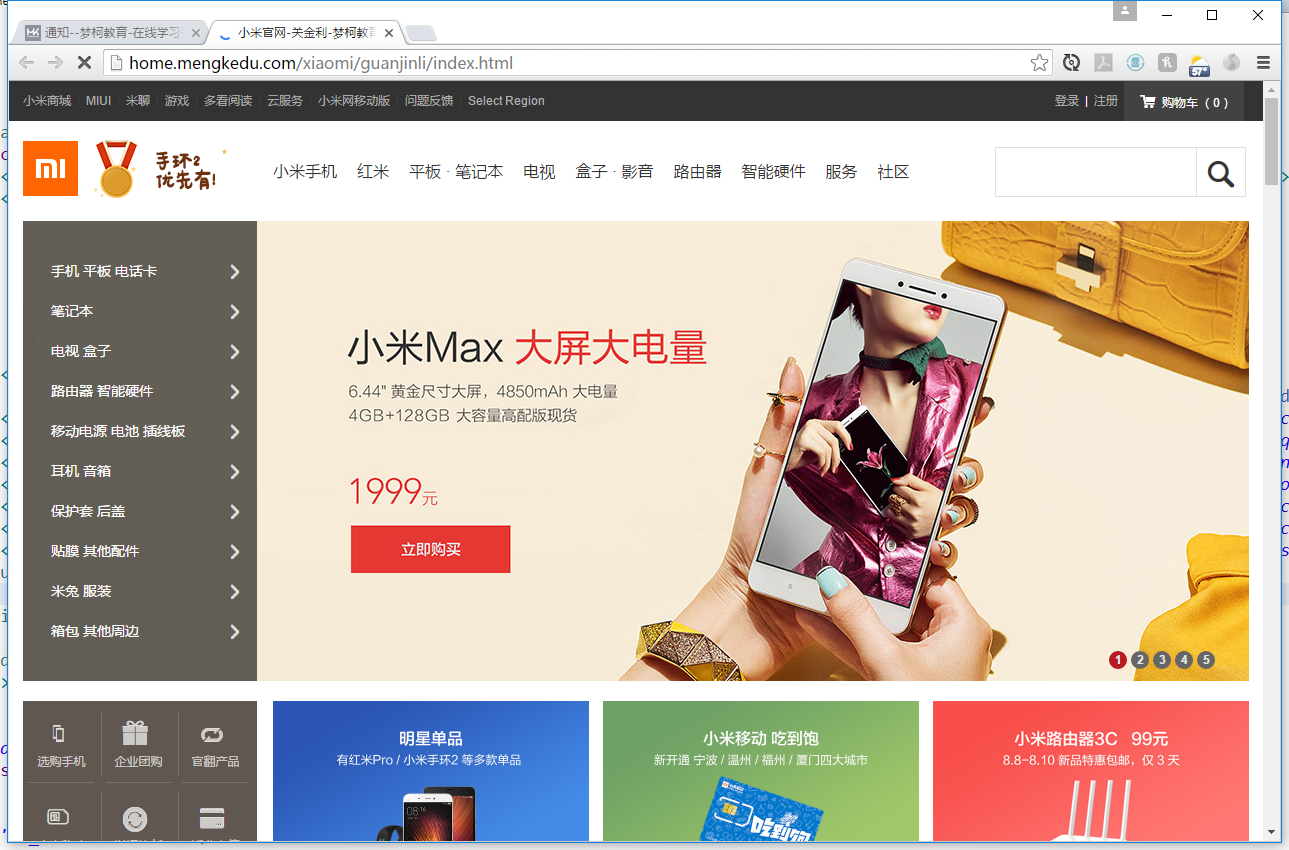 通知--梦柯教育-在线学习
小米官网-关金利-梦柯教育
home.mengkedu.com/xiaomi/guanjinli/index.html
57°
小米商城 MIUI 米聊 游戏 多看阅读 云服务 小米网移动版 问题反馈 Select Region 登录 | 注册 购物车 ( 0 )
手环2
优先有!
小米手机 红米 平板 · 笔记本 电视 盒子 · 影音 路由器 智能硬件 服务 社区
手机 平板 电话卡
笔记本
电视 盒子
路由器 智能硬件
移动电源 电池 插线板
耳机 音箱
保护套 后盖
贴膜 其他配件
米兔 服装
箱包 其他周边
小米Max 大屏大电量
6.44" 黄金尺寸大屏，4850mAh 大电量
4GB+128GB 大容量高配版现货
1999元
立即购买
1 2 3 4 5
选购手机 企业团购 官翻产品
明星单品
有红米Pro / 小米手环2 等多款单品
08:16
小米移动 吃到饱
新开通 宁波 / 温州 / 福州 / 厦门四大城市
吃到饱
小米路由器3C 99元
8.8-8.10 新品特惠包邮，仅 3 天